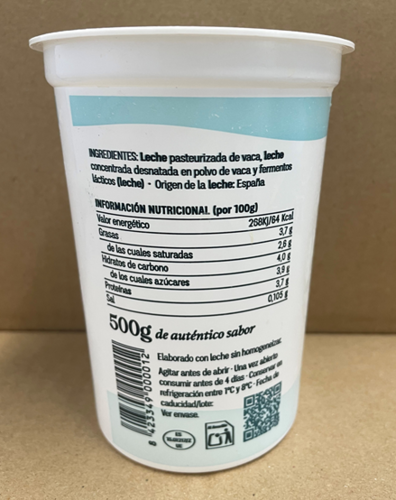 INGREDIENTES: Leche pasteurizada de vaca, leche
concentrada desnatada en polvo de vaca y fermentos
lácticos (leche) · Origen de la leche: España
INFORMACIÓN NUTRICIONAL (por 100g)
Valor energético 268Kj/64 Kcal
Grasas 3,7 g
de las cuales saturadas 2,6 g
Hidratos de carbono 4,0 g
de los cuales azúcares 3,9 g
Proteínas 3,7 g
Sal 0,105 g
500g de auténtico sabor
Elaborado con leche sin homogeneizar.
Agitar antes de abrir · Una vez abierto
consumir antes de 4 días · Conservar en
refrigeración entre 1ºC y 8ºC · Fecha de
caducidad/lote:
Ver envase.
423349 000012
ES
CE